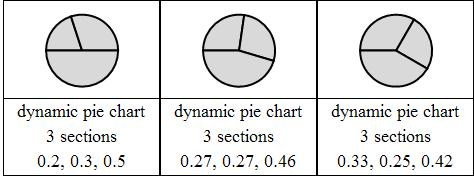 dynamic pie chart
3 sections
0.2, 0.3, 0.5
dynamic pie chart
3 sections
0.27, 0.27, 0.46
dynamic pie chart
3 sections
0.33, 0.25, 0.42